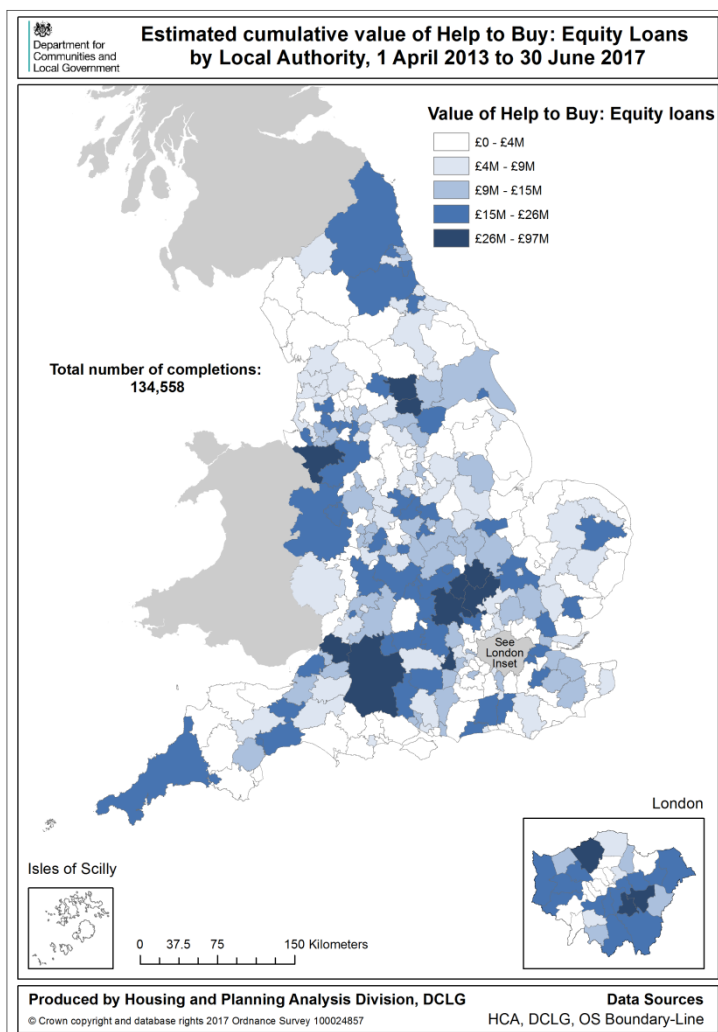 Department for
Communities and
Local Government
Estimated cumulative value of Help to Buy: Equity Loans
by Local Authority, 1 April 2013 to 30 June 2017
Value of Help to Buy: Equity loans
£0 - £4M
£4M - £9M
£9M - £15M
£15M - £26M
£26M - £97M
Total number of completions:
134,558
See
London
Inset
London
Isles of Scilly
0 37.5 75 150 Kilometers
Produced by Housing and Planning Analysis Division, DCLG
Data Sources
© Crown copyright and database rights 2017 Ordnance Survey 100024857
HCA, DCLG, OS Boundary-Line